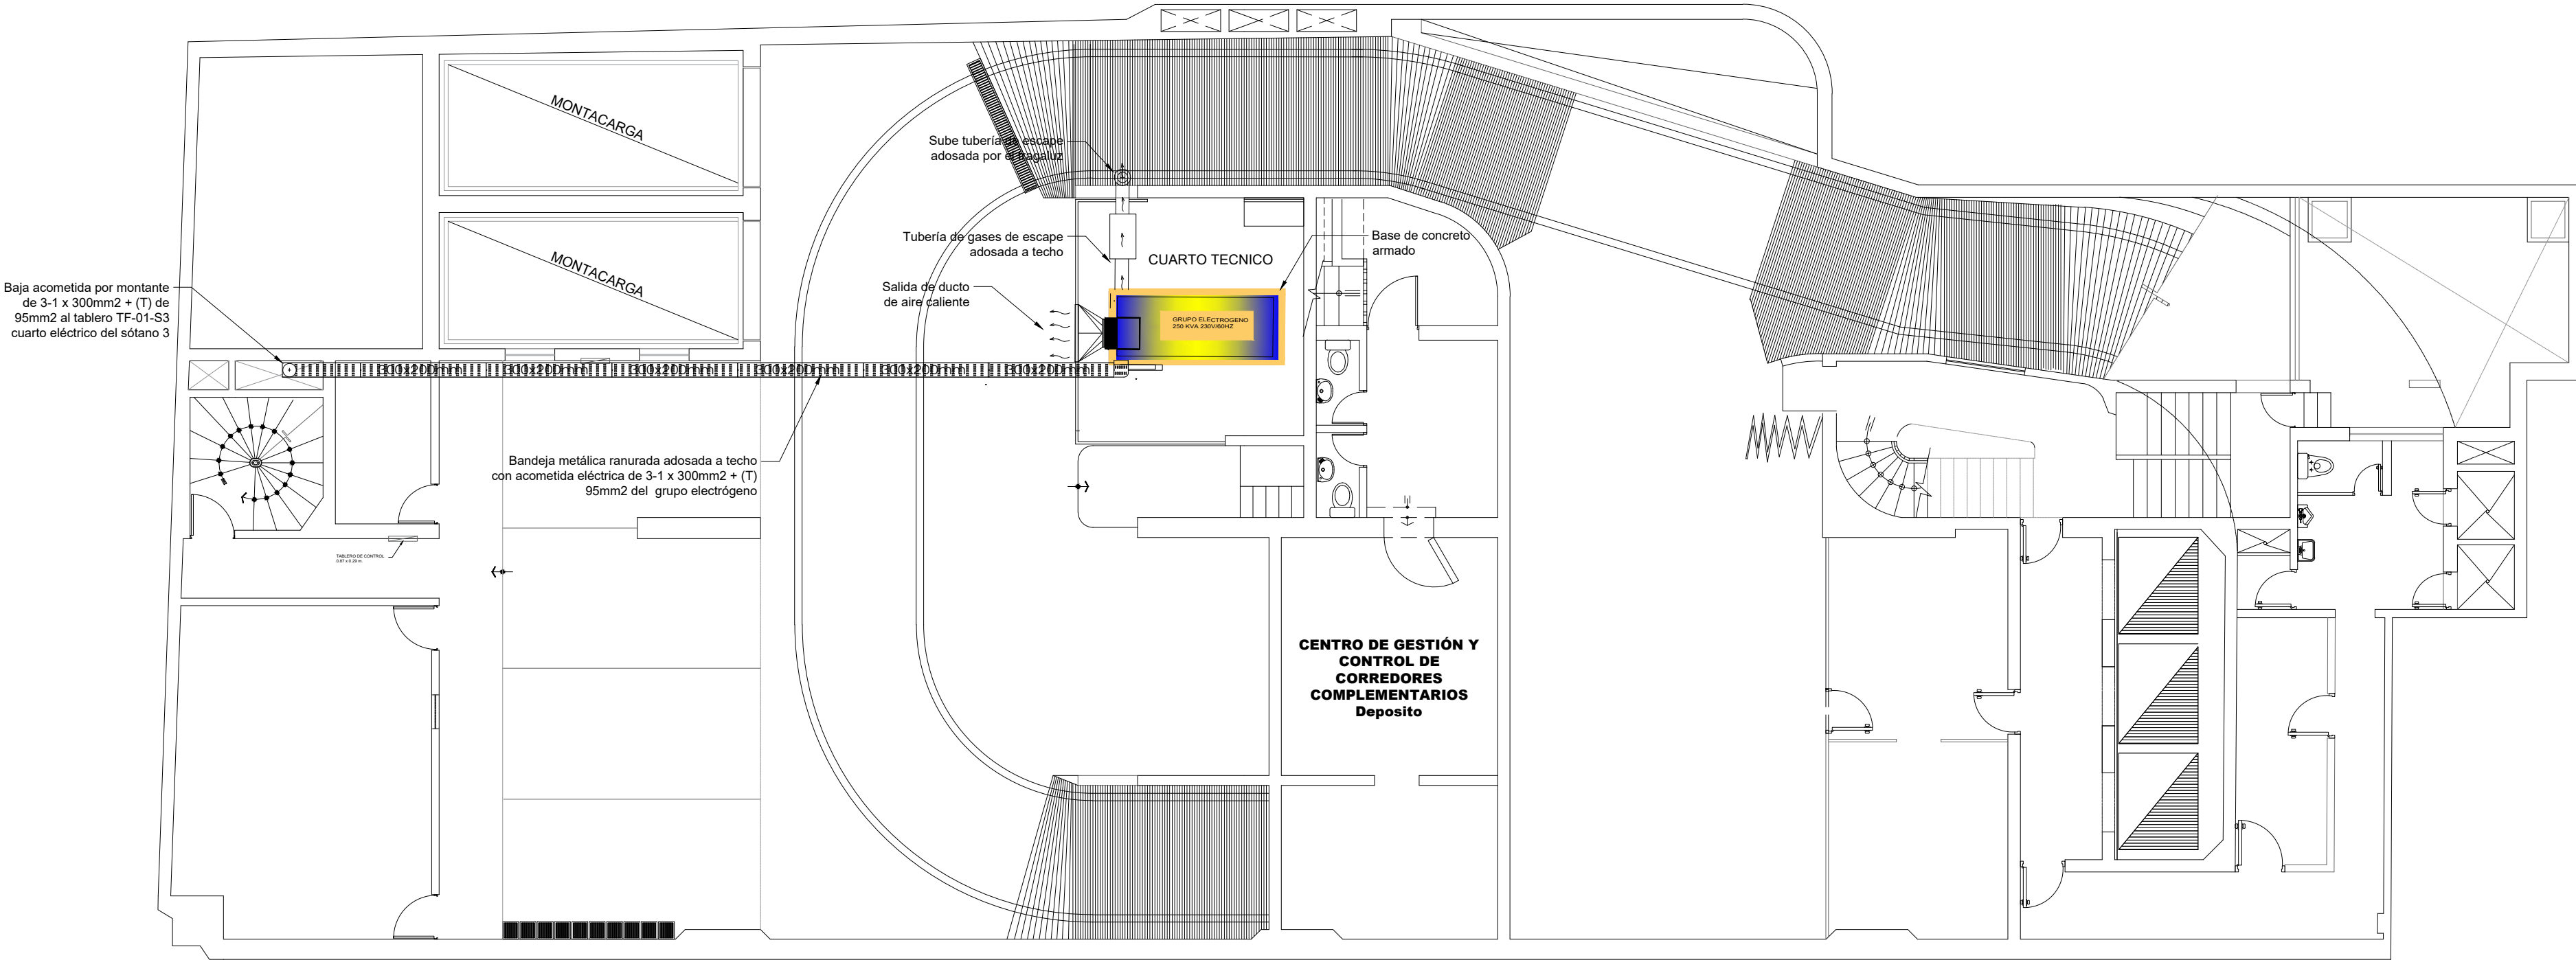 MONTACARGA
Sube tubería de escape
adosada por el tragaluz
MONTACARGA
Tubería de gases de escape
adosada a techo
CUARTO TECNICO
Base de concreto
armado
Salida de ducto
de aire caliente
Baja acometida por montante
de 3-1 x 300mm2 + (T) de
95mm2 al tablero TF-01-S3
cuarto eléctrico del sótano 3
GRUPO ELECTROGENO
250 KVA 230V/60HZ
300x200mm 300x200mm 300x200mm 300x200mm 300x200mm 300x200mm
Bandeja metálica ranurada adosada a techo
con acometida eléctrica de 3-1 x 300mm2 + (T)
95mm2 del grupo electrógeno
TABLERO DE CONTROL
0.87 x 0.20 m.
CENTRO DE GESTIÓN Y
CONTROL DE
CORREDORES
COMPLEMENTARIOS
Deposito